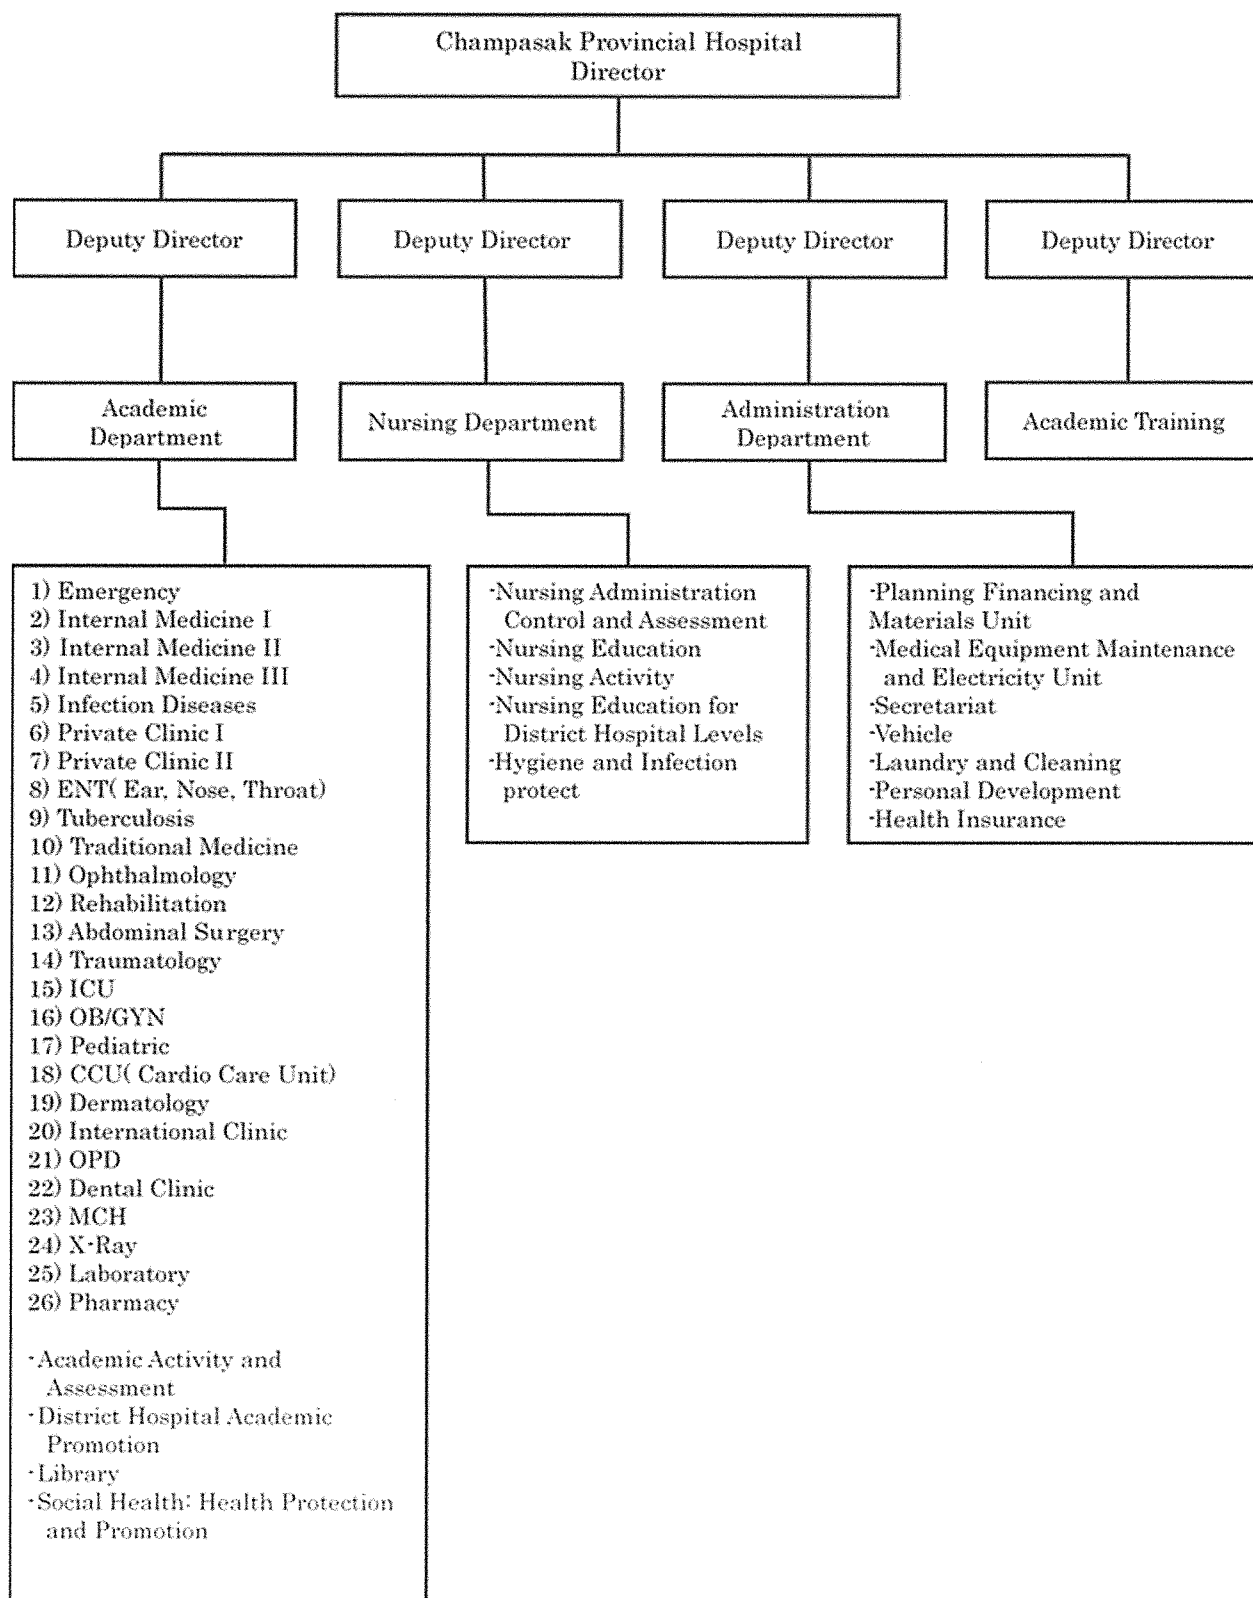 Champasak Provincial Hospital
Director
Deputy Director
Deputy Director
Deputy Director
Deputy Director
Academic
Department
Nursing Department
Administration
Department
Academic Training
1) Emergency
2) Internal Medicine I
3) Internal Medicine II
4) Internal Medicine III
5) Infection Diseases
6) Private Clinic I
7) Private Clinic II
8) ENT( Ear, Nose, Throat)
9) Tuberculosis
10) Traditional Medicine
11) Ophthalmology
12) Rehabilitation
13) Abdominal Surgery
14) Traumatology
15) ICU
16) OB/GYN
17) Pediatric
18) CCU( Cardio Care Unit)
19) Dermatology
20) International Clinic
21) OPD
22) Dental Clinic
23) MCH
24) X-Ray
25) Laboratory
26) Pharmacy
-Academic Activity and
Assessment
-District Hospital Academic
Promotion
-Library
-Social Health: Health Protection
and Promotion
-Nursing Administration
Control and Assessment
-Nursing Education
-Nursing Activity
-Nursing Education for
District Hospital Levels
-Hygiene and Infection
protect
-Planning Financing and
Materials Unit
-Medical Equipment Maintenance
and Electricity Unit
-Secretariat
-Vehicle
-Laundry and Cleaning
-Personal Development
-Health Insurance